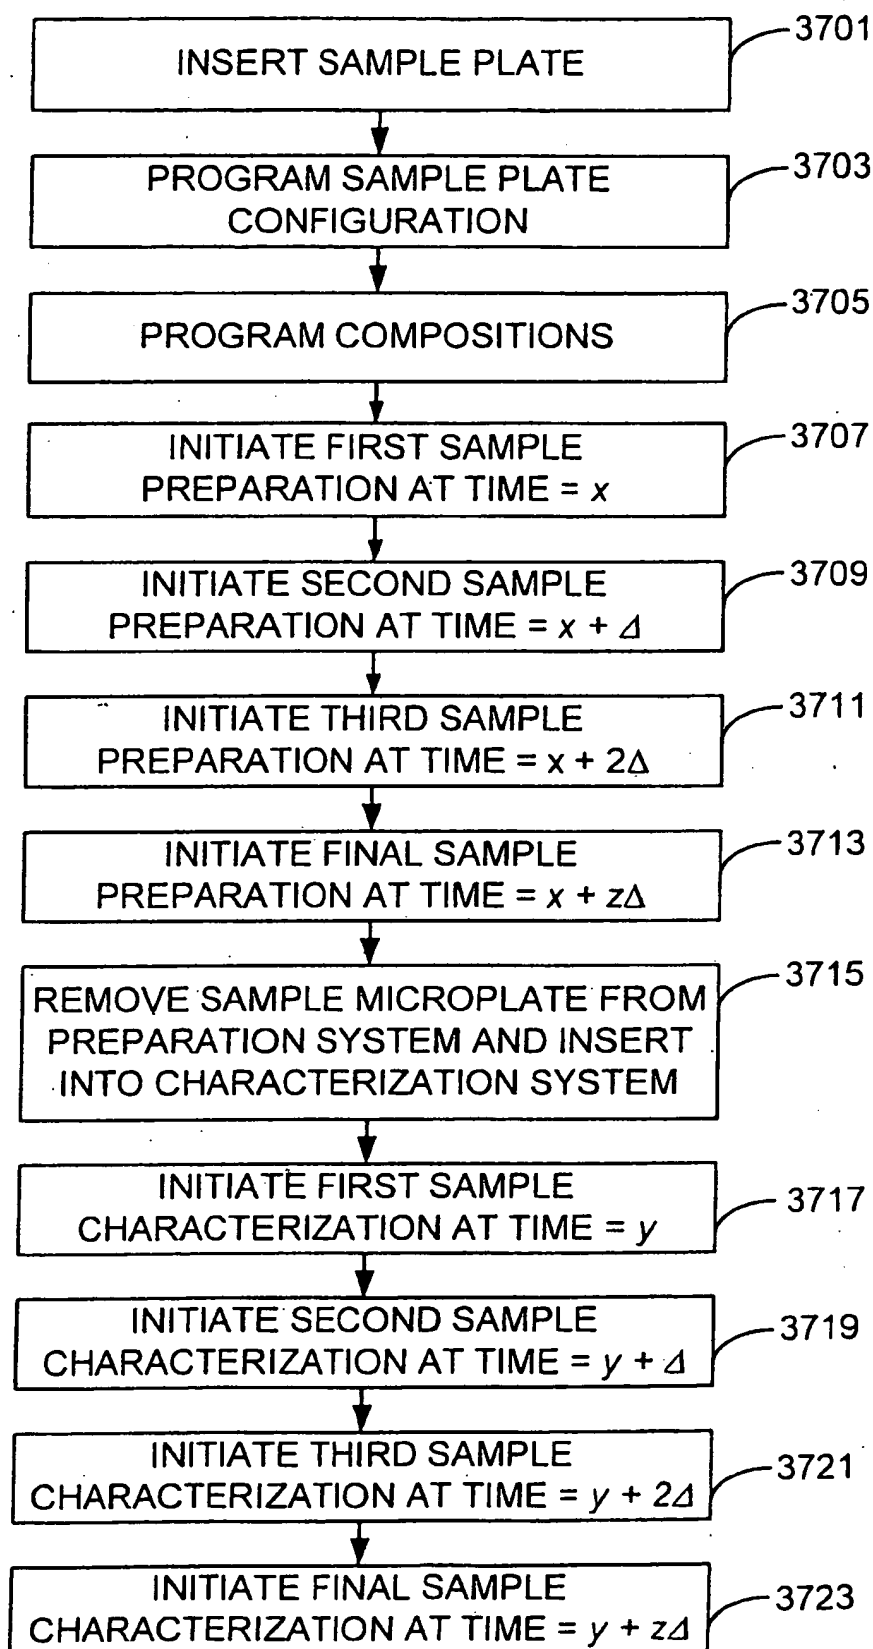 INSERT SAMPLE PLATE
3701
PROGRAM SAMPLE PLATE
CONFIGURATION
3703
PROGRAM COMPOSITIONS
3705
INITIATE FIRST SAMPLE
PREPARATION AT TIME = x
3707
INITIATE SECOND SAMPLE
PREPARATION AT TIME = x + Δ
3709
INITIATE THIRD SAMPLE
PREPARATION AT TIME = x + 2Δ
3711
INITIATE FINAL SAMPLE
PREPARATION AT TIME = x + zΔ
3713
REMOVE SAMPLE MICROPLATE FROM
PREPARATION SYSTEM AND INSERT
INTO CHARACTERIZATION SYSTEM
3715
INITIATE FIRST SAMPLE
CHARACTERIZATION AT TIME = y
3717
INITIATE SECOND SAMPLE
CHARACTERIZATION AT TIME = y + Δ
3719
INITIATE THIRD SAMPLE
CHARACTERIZATION AT TIME = y + 2Δ
3721
INITIATE FINAL SAMPLE
CHARACTERIZATION AT TIME = y + zΔ
3723